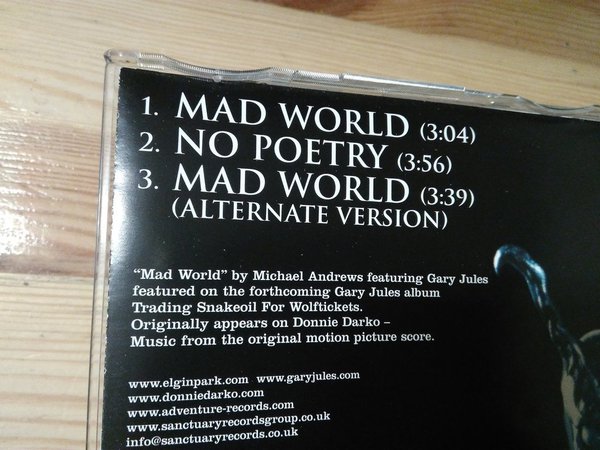 1. MAD WORLD (3:04)
2. NO POETRY (3:56)
3. MAD WORLD (3:39)
(ALTERNATE VERSION)
"Mad World" by Michael Andrews featuring Gary Jules
featured on the forthcoming Gary Jules album
Trading Snakeoil For Wolftickets.
Originally appears on Donnie Darko –
Music from the original motion picture score.
www.elginpark.com www.garyjules.com
www.donniedarko.com
www.adventure-records.com
www.sanctuaryrecordsgroup.co.uk
info@sanctuaryrecords.co.uk